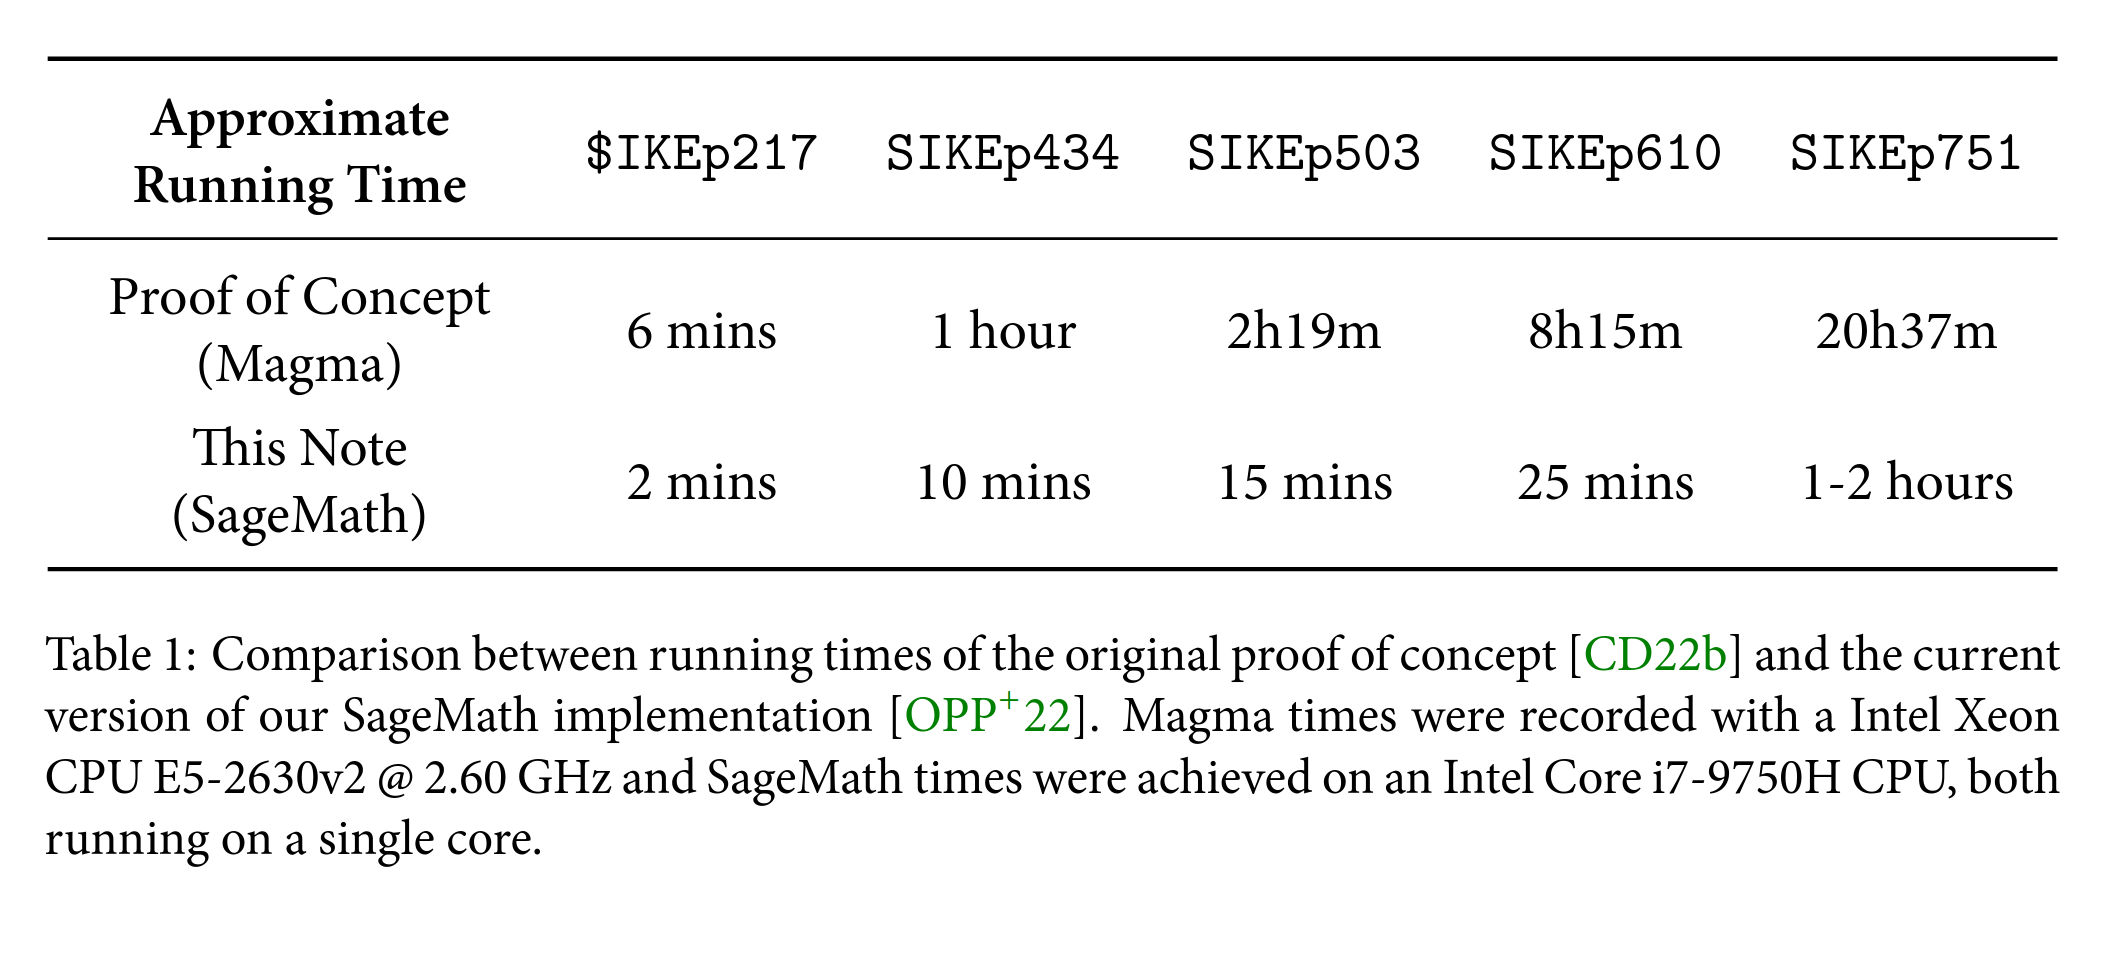 Approximate
Running Time
$IKEp217 SIKEp434 SIKEp503 SIKEp610 SIKEp751
Proof of Concept
(Magma)
6 mins 1 hour 2h19m 8h15m 20h37m
This Note
(SageMath)
2 mins 10 mins 15 mins 25 mins 1-2 hours
Table 1: Comparison between running times of the original proof of concept [CD22b] and the current
version of our SageMath implementation [OPP+22]. Magma times were recorded with a Intel Xeon
CPU E5-2630v2 @ 2.60 GHz and SageMath times were achieved on an Intel Core i7-9750H CPU, both
running on a single core.